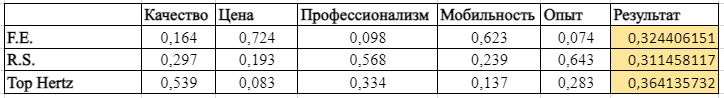 Качество Цена Профессионализм Мобильность Опыт Результат
F.E. 0,164 0,724 0,098 0,623 0,074 0,324406151
R.S. 0,297 0,193 0,568 0,239 0,643 0,311458117
Top Hertz 0,539 0,083 0,334 0,137 0,283 0,364135732